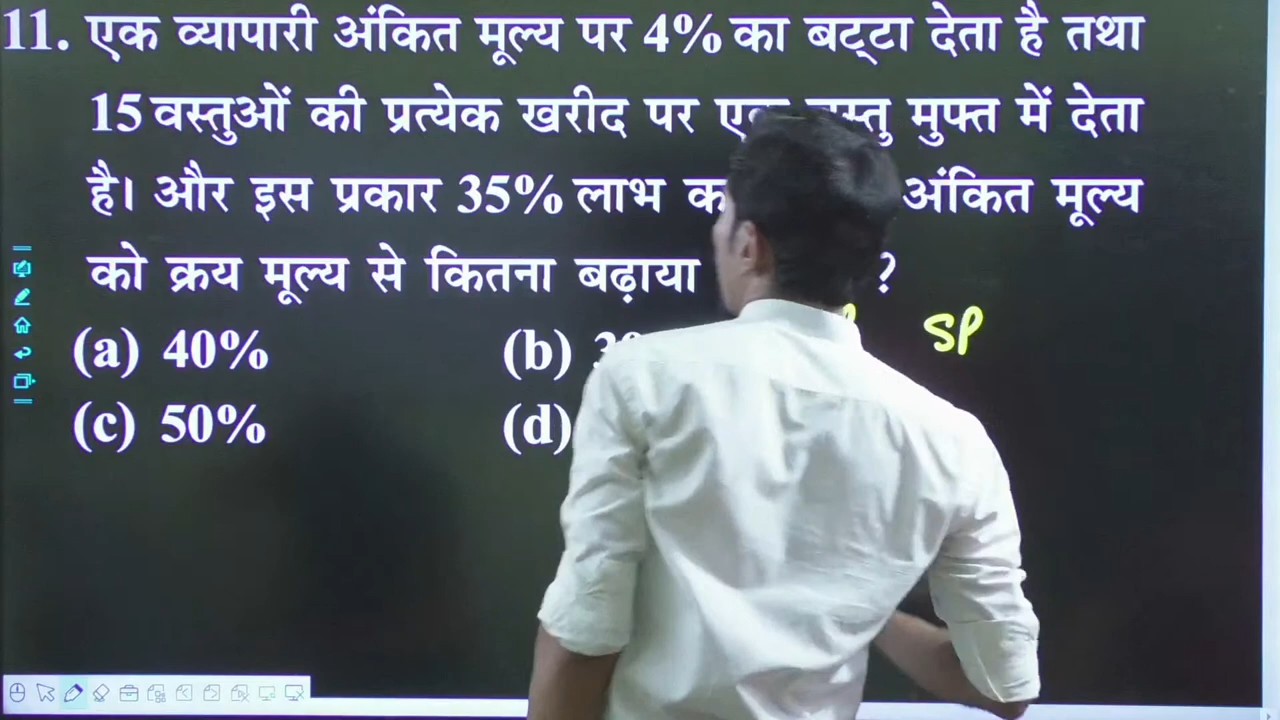 11. एक व्यापारी अंकित मूल्य पर 4% का बट्टा देता है तथा
15 वस्तुओं की प्रत्येक खरीद पर मुफ्त में देता
है। और इस प्रकार 35% लाभ अंकित मूल्य
को क्रय मूल्य से कितना बढ़ाया ?
SP
(a) 40% (b)
(c) 50% (d)